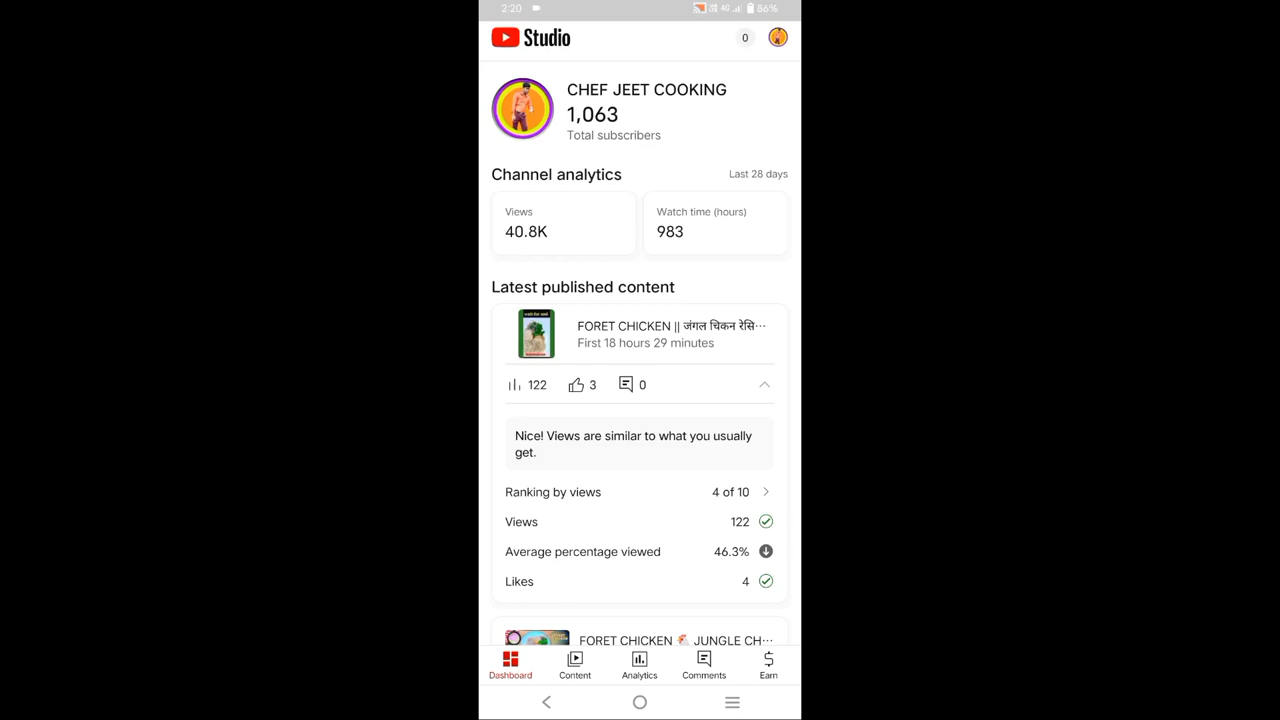 2:20 4G 86%
Studio 0
CHEF JEET COOKING
1,063
Total subscribers
Channel analytics Last 28 days
Views Watch time (hours)
40.8K 983
Latest published content
FORET CHICKEN || जंगल चिकन रेसि…
First 18 hours 29 minutes
122 3 0
Nice! Views are similar to what you usually
get.
Ranking by views 4 of 10
Views 122
Average percentage viewed 46.3%
Likes 4
FORET CHICKEN 🐔 JUNGLE CH…
Dashboard Content Analytics Comments Earn